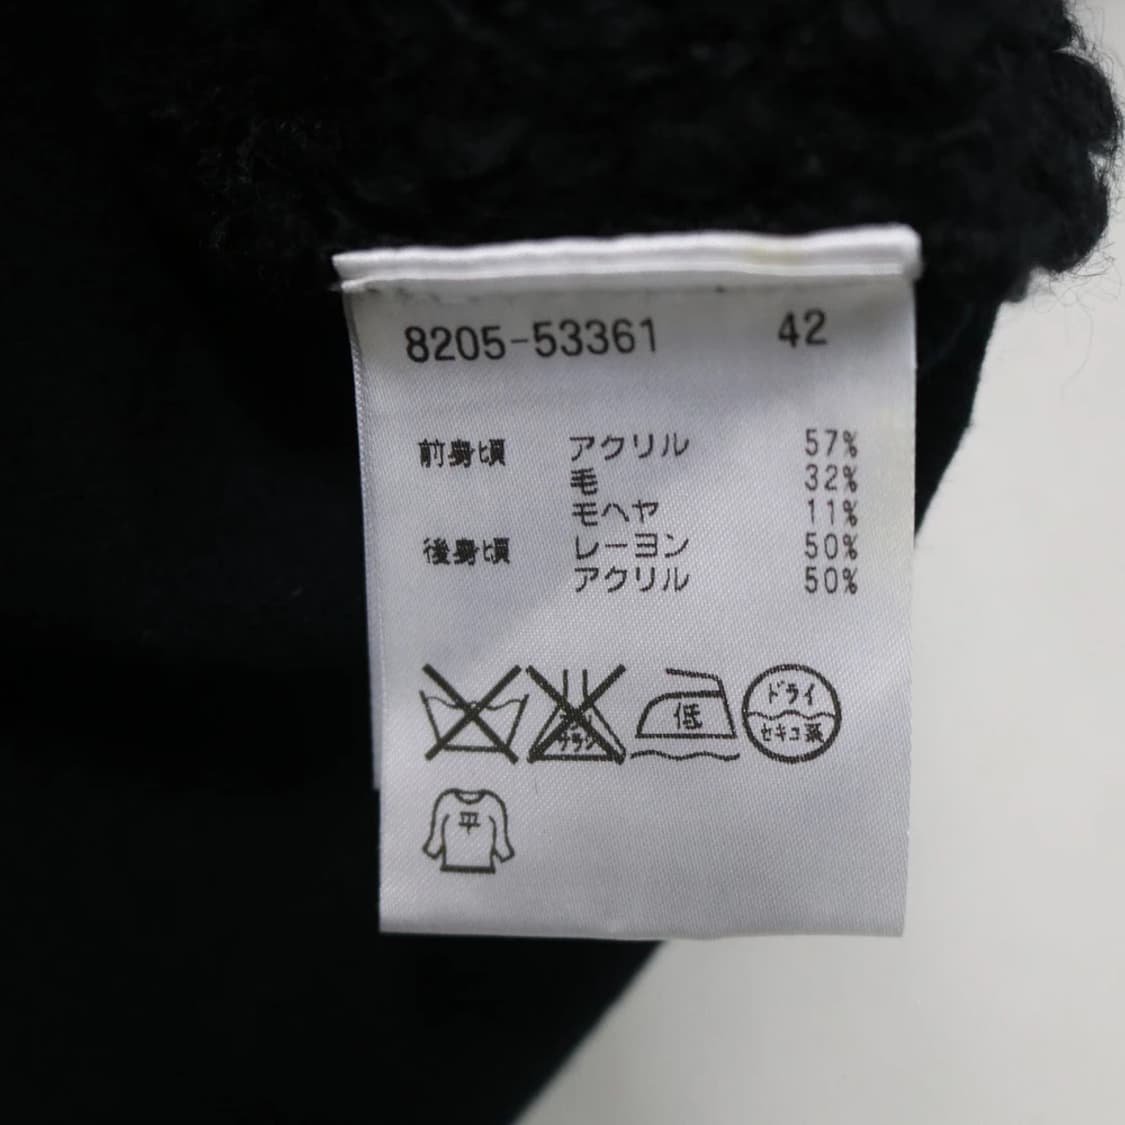 8205-53361 42
前身頃 アクリル 57%
毛 32%
モヘヤ 11%
後身頃 レーヨン 50%
アクリル 50%
低 ドライ
セキユ系
平